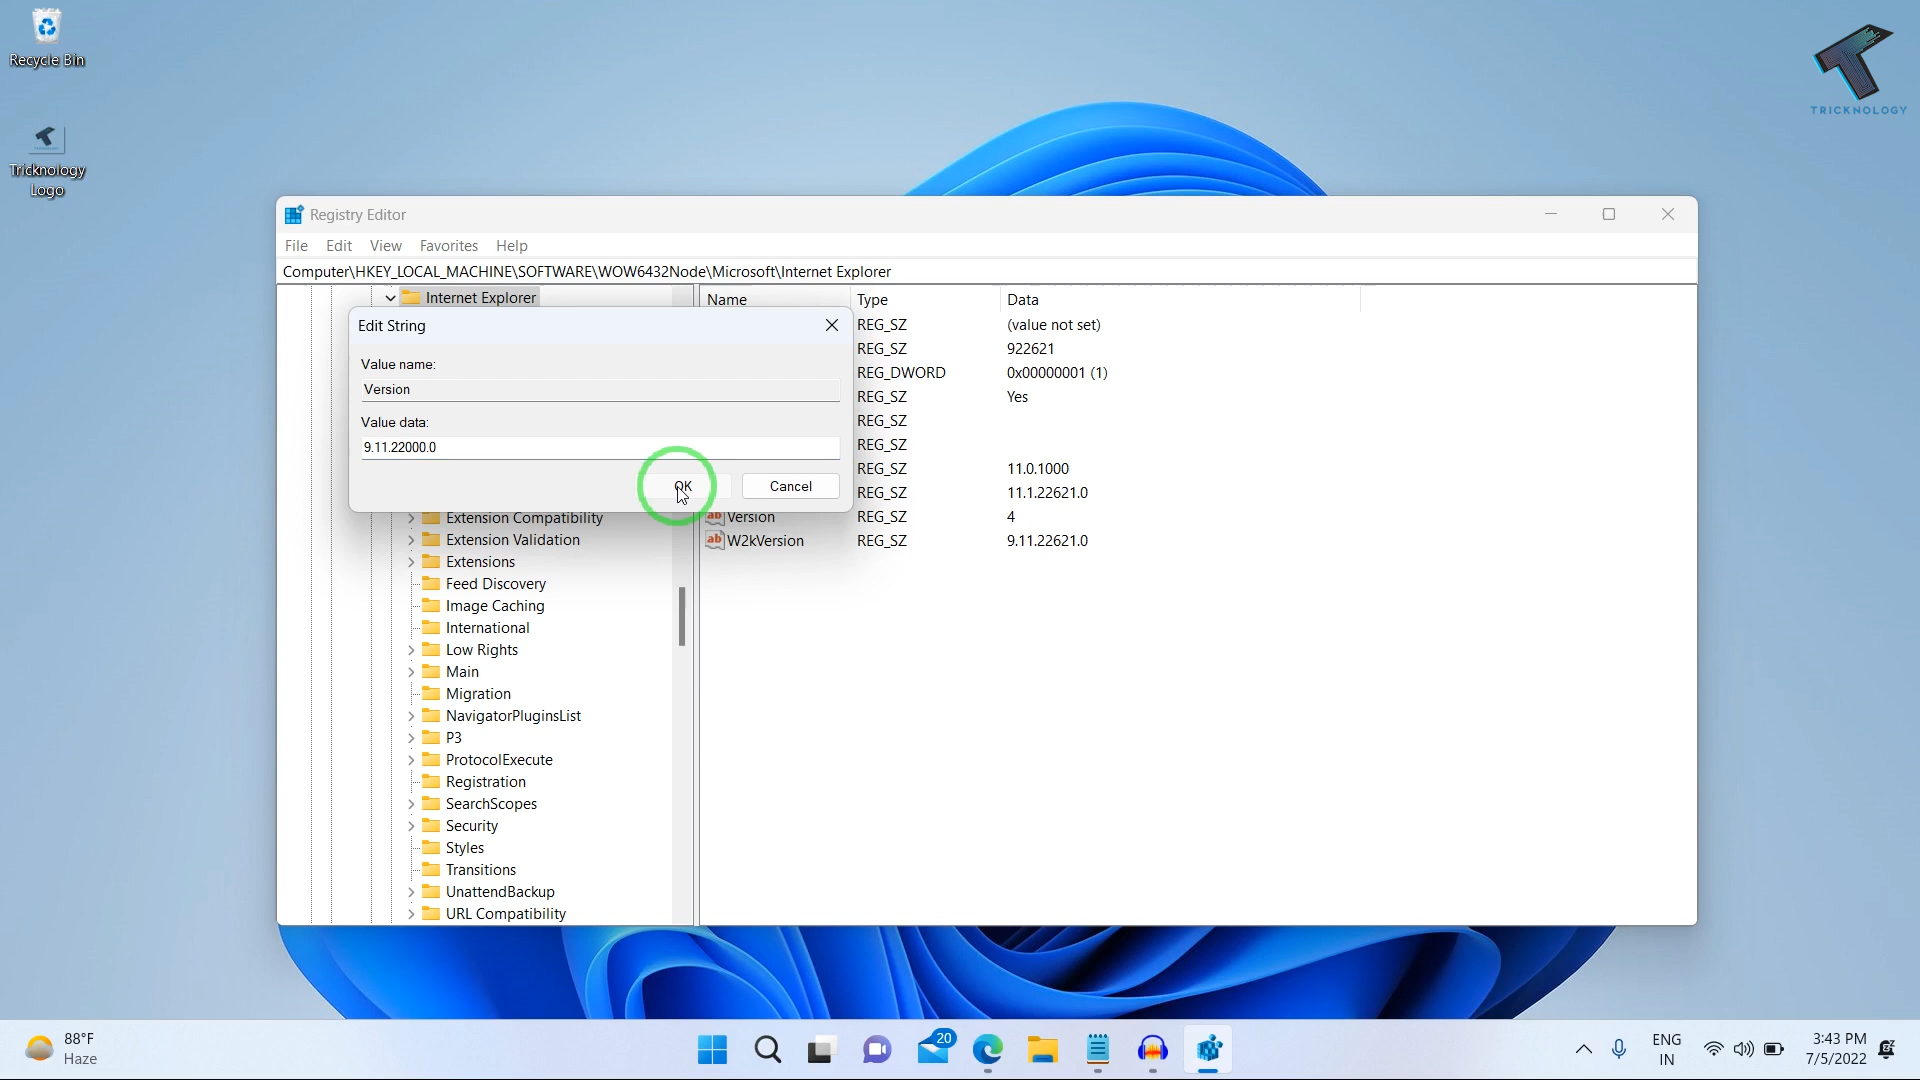 Recycle Bin
Tricknology
Logo
TRICKNOLOGY
Registry Editor
File Edit View Favorites Help
Computer\HKEY_LOCAL_MACHINE\SOFTWARE\WOW6432Node\Microsoft\Internet Explorer
Internet Explorer
Edit String
Value name:
Version
Value data:
9.11.22000.0
OK Cancel
Extension Compatibility
Extension Validation
Extensions
Feed Discovery
Image Caching
International
Low Rights
Main
Migration
NavigatorPluginsList
P3
ProtocolExecute
Registration
SearchScopes
Security
Styles
Transitions
UnattendBackup
URL Compatibility
Name Type Data
REG_SZ (value not set)
REG_SZ 922621
REG_DWORD 0x00000001 (1)
REG_SZ Yes
REG_SZ
REG_SZ
REG_SZ 11.0.1000
REG_SZ 11.1.22621.0
ab Version REG_SZ 4
ab W2kVersion REG_SZ 9.11.22621.0
88°F
Haze
20
ENG
IN
3:43 PM
7/5/2022